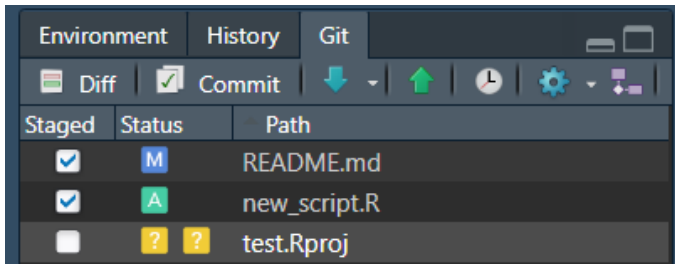 Environment History Git
Diff Commit
Staged Status Path
M README.md
A new_script.R
? ? test.Rproj